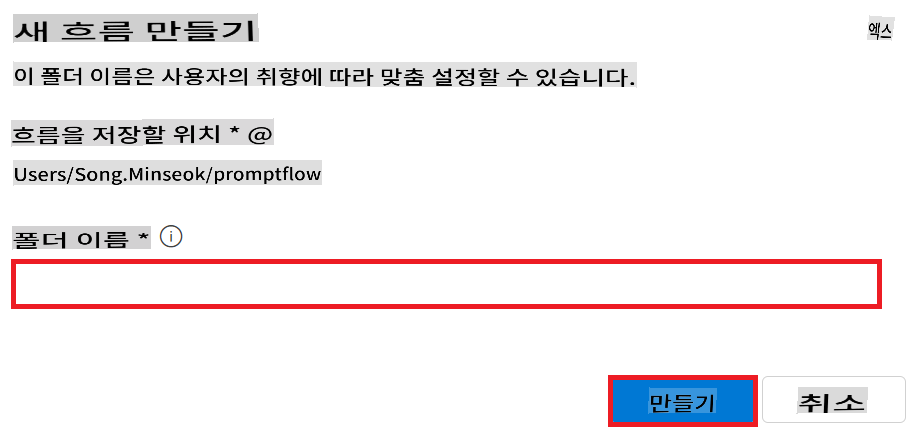 새 흐름 만들기
엑스
이 폴더 이름은 사용자의 취향에 따라 맞춤 설정할 수 있습니다.
흐름을 저장할 위치 * @
Users/Song.Minseok/promptflow
폴더 이름 * i
만들기
취소